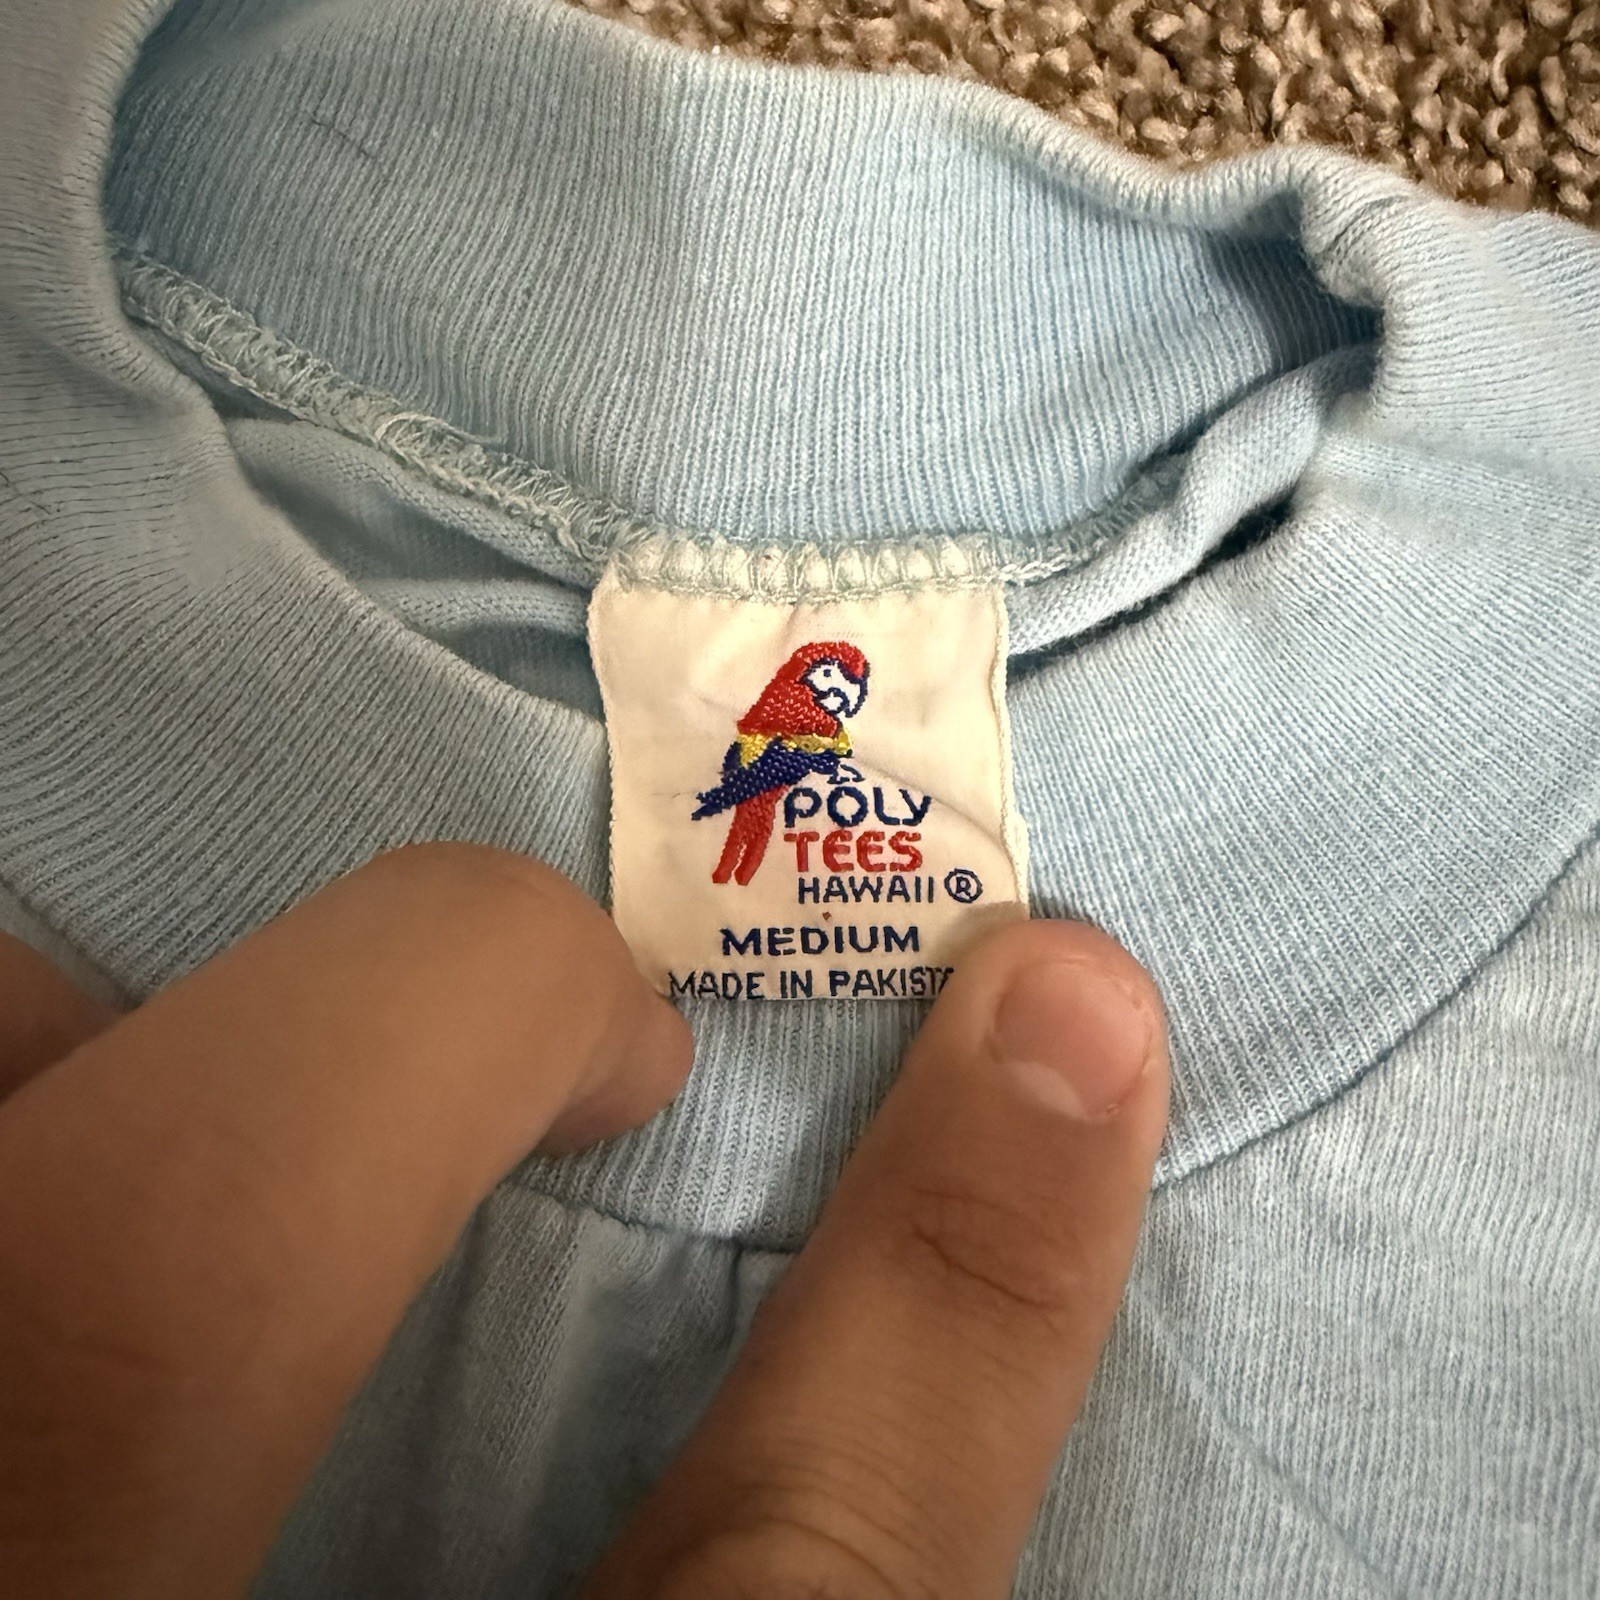 POLY
TEES
HAWAII ®
MEDIUM
MADE IN PAKISTA